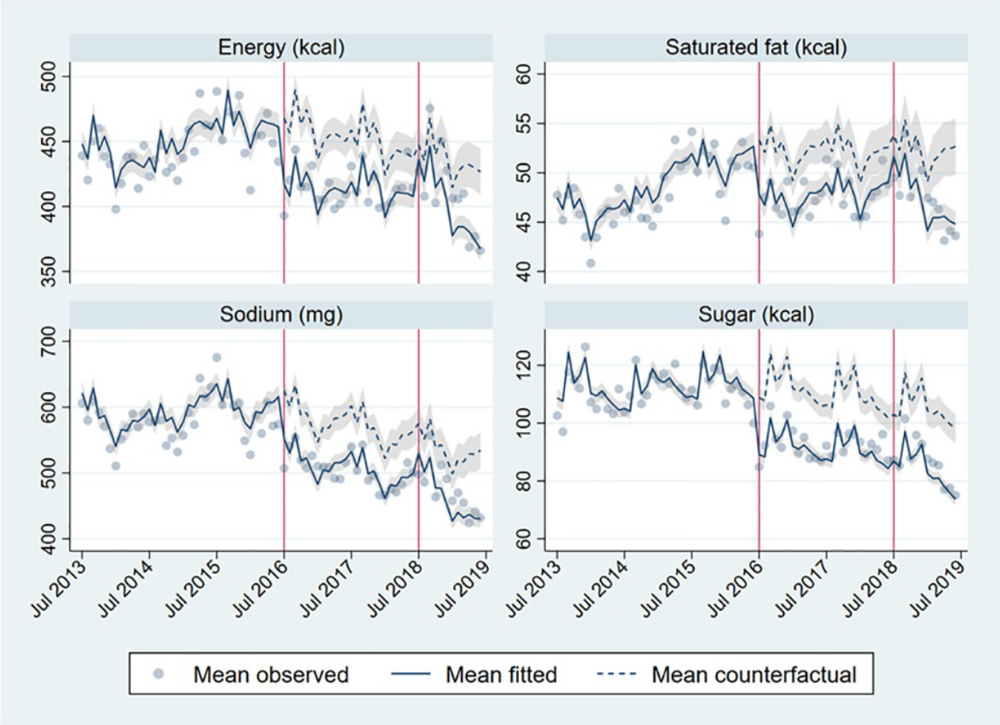 Energy (kcal)
500
450
400
350
Saturated fat (kcal)
60
55
50
45
40
Sodium (mg)
700
600
500
400
Jul 2013
Jul 2014
Jul 2015
Jul 2016
Jul 2017
Jul 2018
Jul 2019
Sugar (kcal)
120
100
80
60
Jul 2013
Jul 2014
Jul 2015
Jul 2016
Jul 2017
Jul 2018
Jul 2019
Mean observed Mean fitted Mean counterfactual